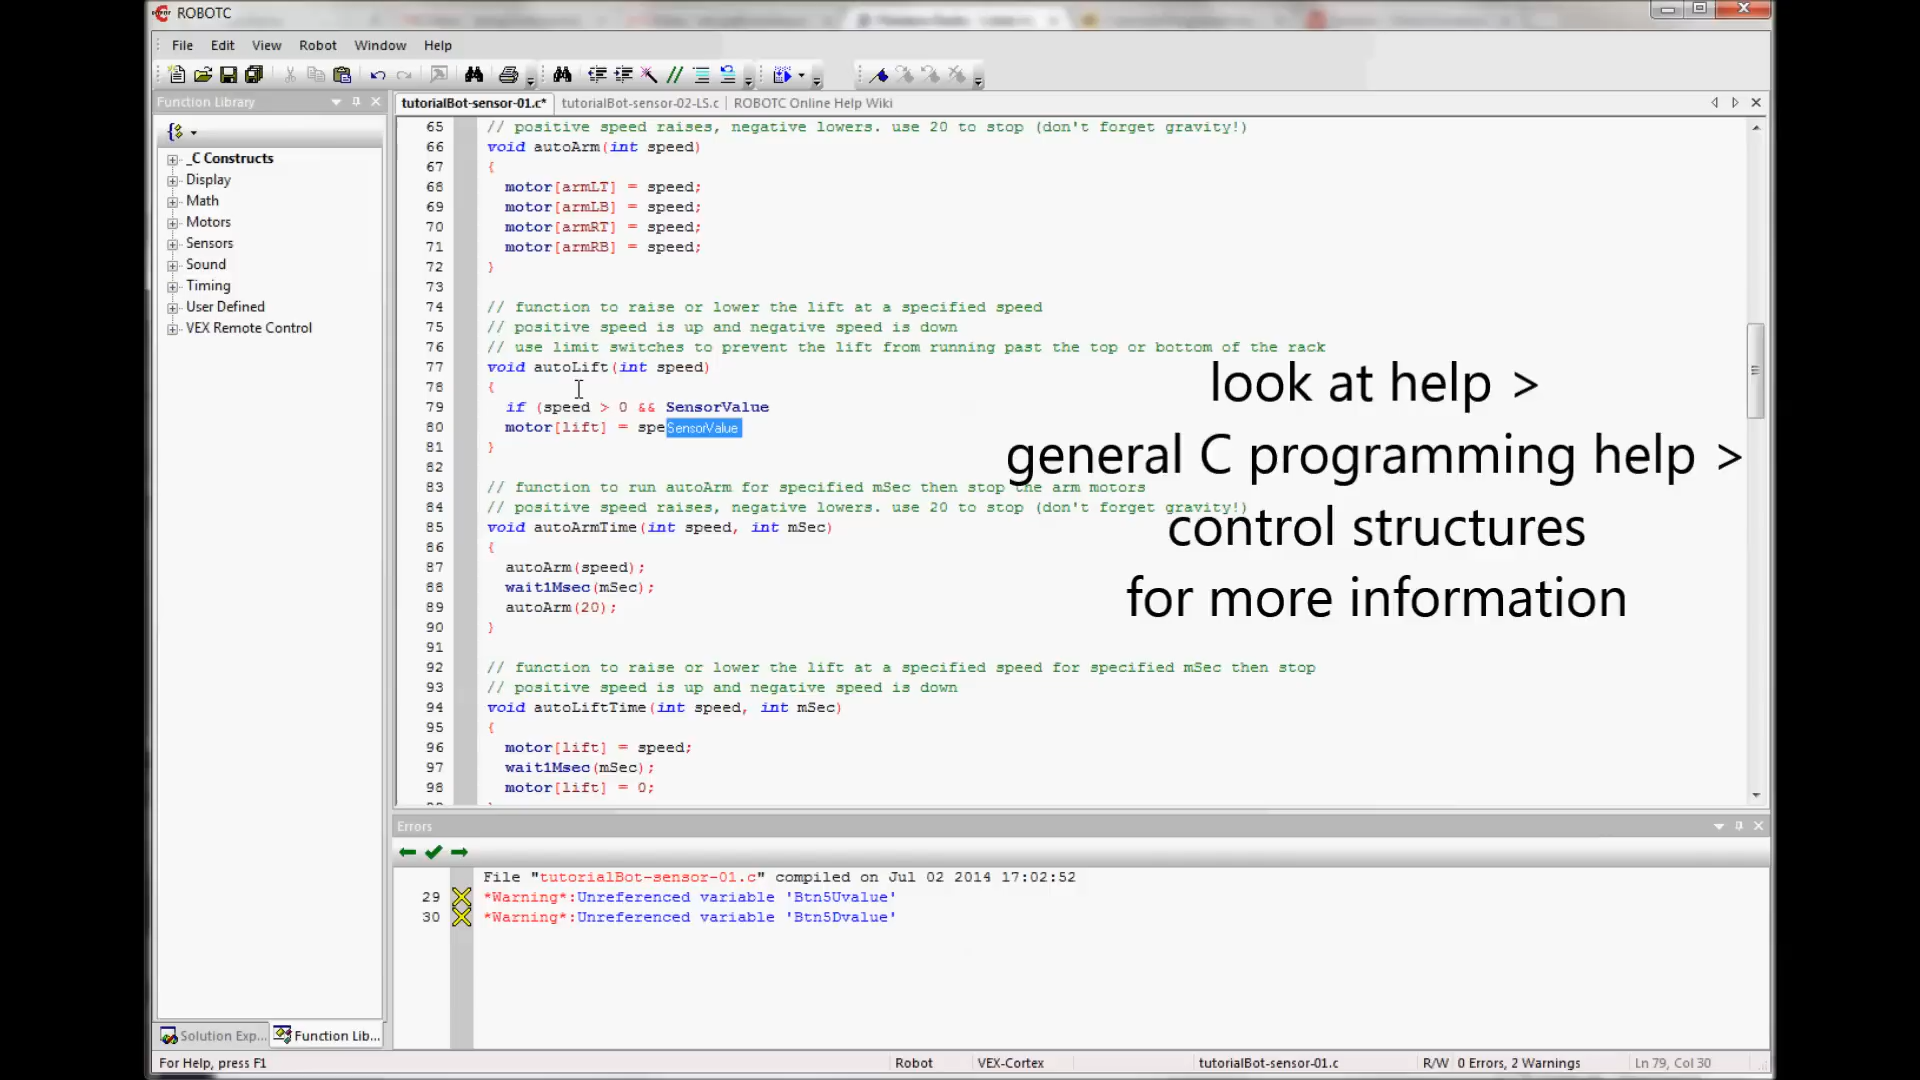 ROBOTC
File Edit View Robot Window Help
Function Library
tutorialBot-sensor-01.c* tutorialBot-sensor-02-LS.c ROBOTC Online Help Wiki
_C Constructs
Display
Math
Motors
Sensors
Sound
Timing
User Defined
VEX Remote Control
65 // positive speed raises, negative lowers. use 20 to stop (don't forget gravity!)
66 void autoArm(int speed)
67 {
68 motor[armLT] = speed;
69 motor[armLB] = speed;
70 motor[armRT] = speed;
71 motor[armRB] = speed;
72 }
73
74 // function to raise or lower the lift at a specified speed
75 // positive speed is up and negative speed is down
76 // use limit switches to prevent the lift from running past the top or bottom of the rack
77 void autoLift(int speed)
78 {
79 if (speed > 0 && SensorValue
80 motor[lift] = spe SensorValue
81 }
82
83 // function to run autoArm for specified mSec then stop the arm motors
84 // positive speed raises, negative lowers. use 20 to stop (don't forget gravity!)
85 void autoArmTime(int speed, int mSec)
86 {
87 autoArm(speed);
88 wait1Msec(mSec);
89 autoArm(20);
90 }
91
92 // function to raise or lower the lift at a specified speed for specified mSec then stop
93 // positive speed is up and negative speed is down
94 void autoLiftTime(int speed, int mSec)
95 {
96 motor[lift] = speed;
97 wait1Msec(mSec);
98 motor[lift] = 0;
look at help >
general C programming help >
control structures
for more information
Errors
File "tutorialBot-sensor-01.c" compiled on Jul 02 2014 17:02:52
29 *Warning*:Unreferenced variable 'Btn5Uvalue'
30 *Warning*:Unreferenced variable 'Btn5Dvalue'
Solution Exp... Function Lib...
For Help, press F1 Robot VEX-Cortex tutorialBot-sensor-01.c R/W 0 Errors, 2 Warnings Ln 79, Col 30